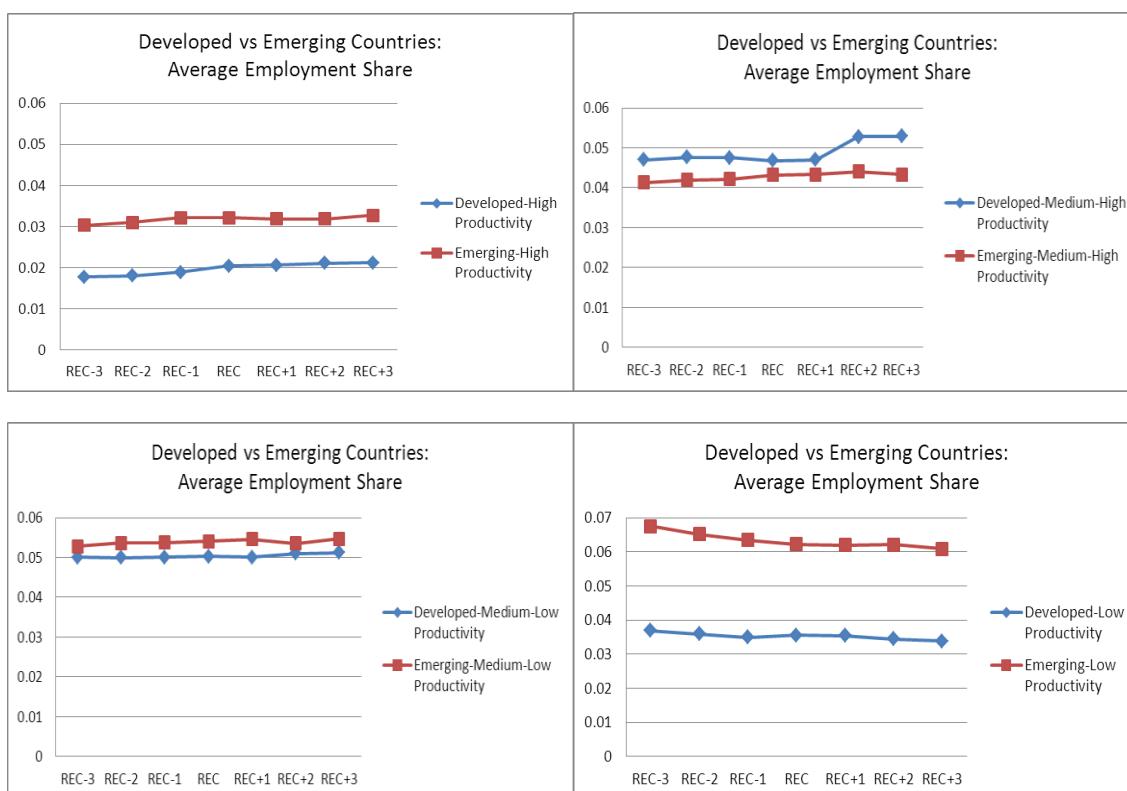 Developed vs Emerging Countries:
Average Employment Share
0.06
0.05
0.04
0.03
0.02
0.01
0
REC-3 REC-2 REC-1 REC REC+1 REC+2 REC+3
Developed-High
Productivity
Emerging-High
Productivity
Developed vs Emerging Countries:
Average Employment Share
0.06
0.05
0.04
0.03
0.02
0.01
0
REC-3 REC-2 REC-1 REC REC+1 REC+2 REC+3
Developed-Medium-High
Productivity
Emerging-Medium-High
Productivity
Developed vs Emerging Countries:
Average Employment Share
0.06
0.05
0.04
0.03
0.02
0.01
0
REC-3 REC-2 REC-1 REC REC+1 REC+2 REC+3
Developed-Medium-Low
Productivity
Emerging-Medium-Low
Productivity
Developed vs Emerging Countries:
Average Employment Share
0.07
0.06
0.05
0.04
0.03
0.02
0.01
0
REC-3 REC-2 REC-1 REC REC+1 REC+2 REC+3
Developed-Low
Productivity
Emerging-Low
Productivity